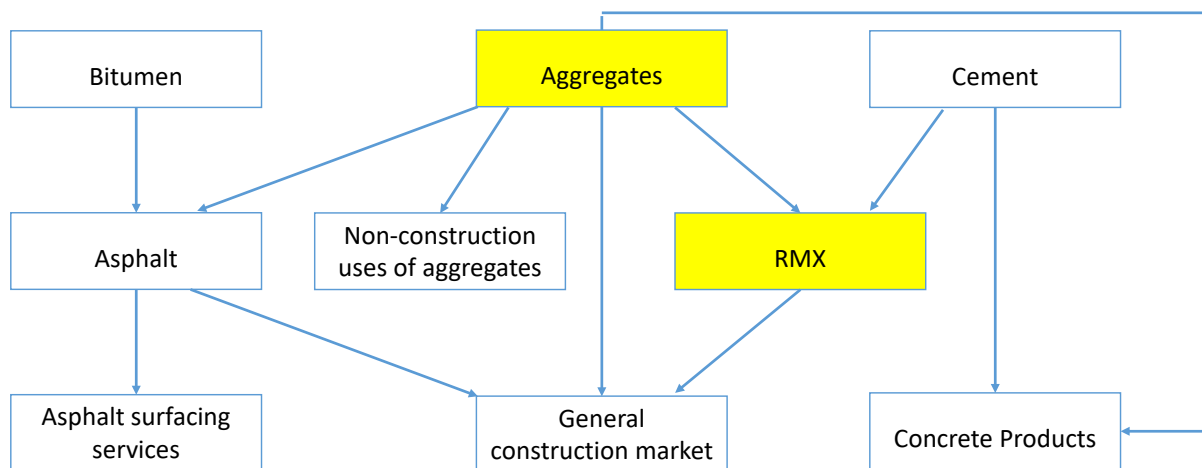 Bitumen
Aggregates
Cement
Asphalt
Non-construction
uses of aggregates
RMX
Asphalt surfacing
services
General
construction market
Concrete Products